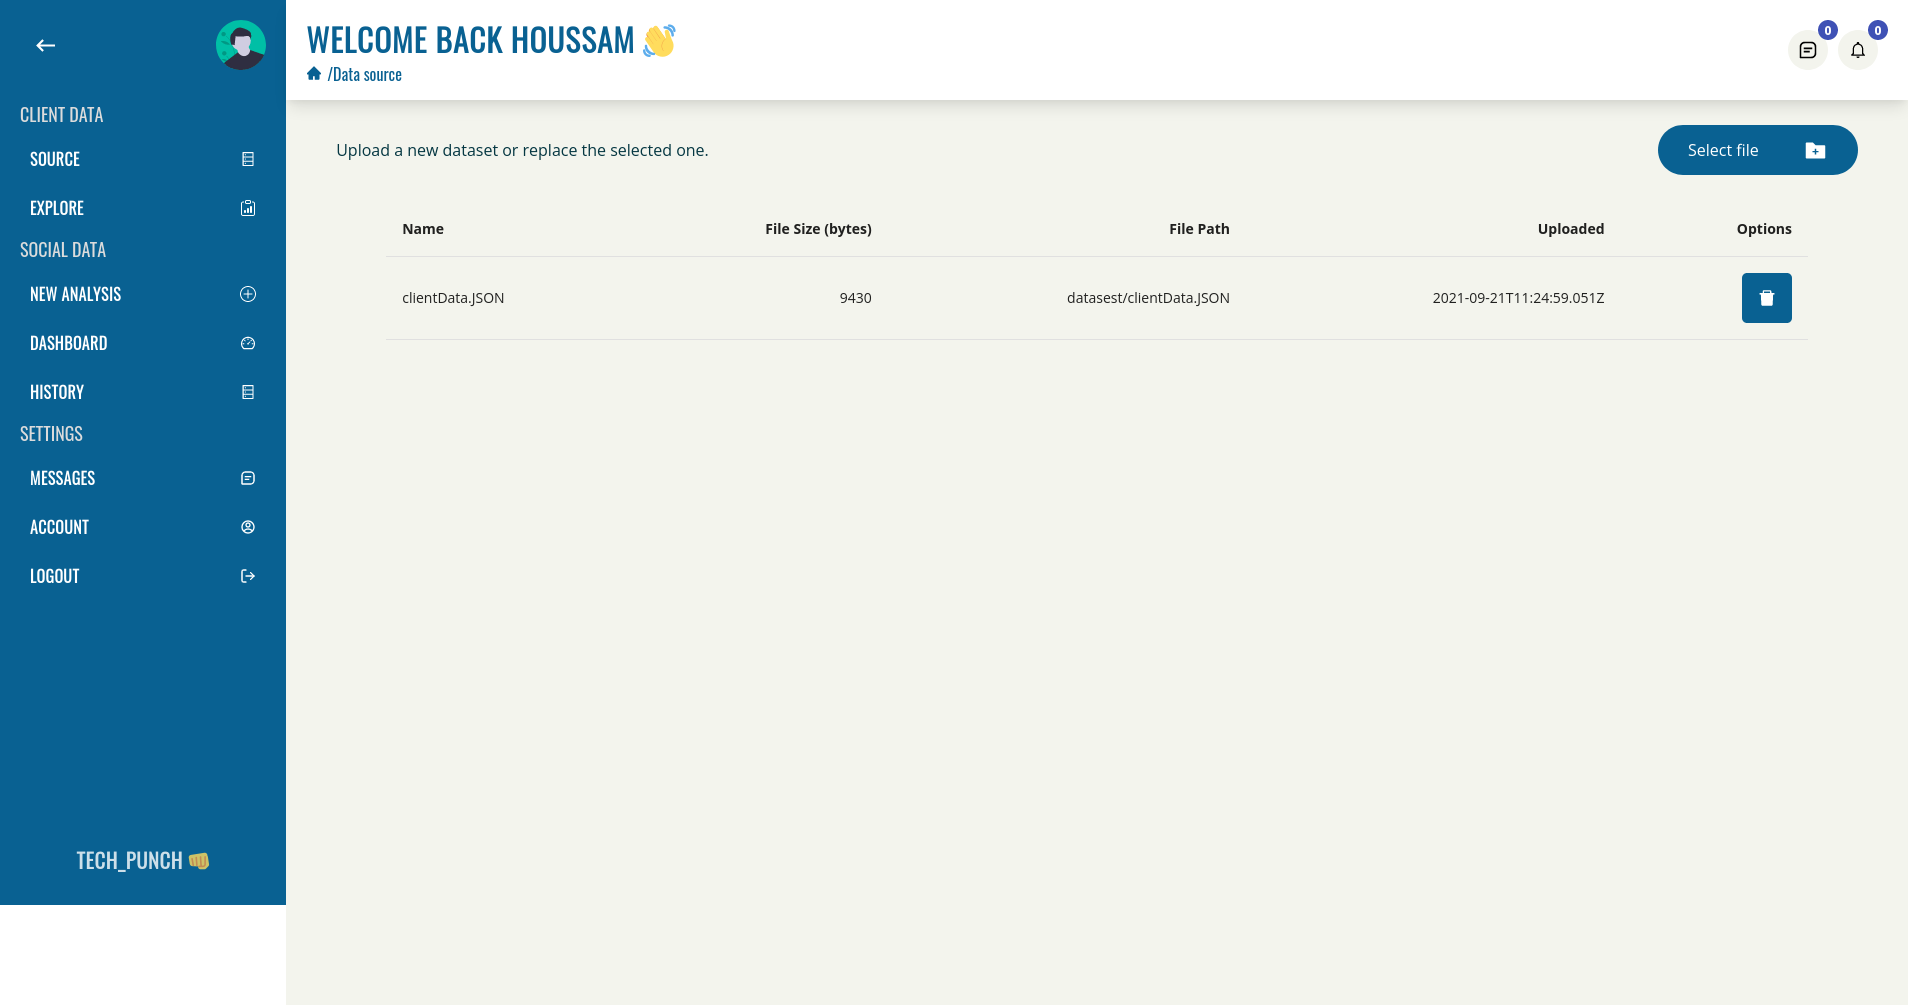 WELCOME BACK HOUSSAM 👋
/Data source
0
0
CLIENT DATA
SOURCE
EXPLORE
SOCIAL DATA
NEW ANALYSIS
DASHBOARD
HISTORY
SETTINGS
MESSAGES
ACCOUNT
LOGOUT
TECH_PUNCH 👊
Upload a new dataset or replace the selected one.
Select file
Name File Size (bytes) File Path Uploaded Options
clientData.JSON 9430 datasest/clientData.JSON 2021-09-21T11:24:59.051Z